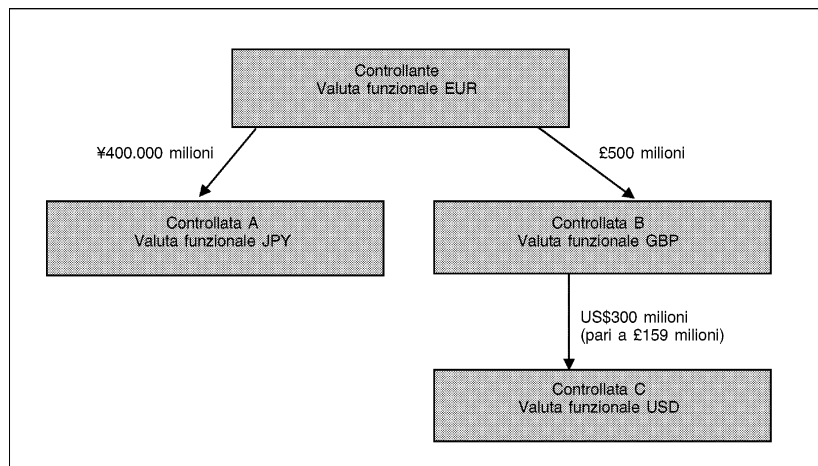 Controllante
Valuta funzionale EUR
¥400.000 milioni
£500 milioni
Controllata A
Valuta funzionale JPY
Controllata B
Valuta funzionale GBP
US$300 milioni
(pari a £159 milioni)
Controllata C
Valuta funzionale USD